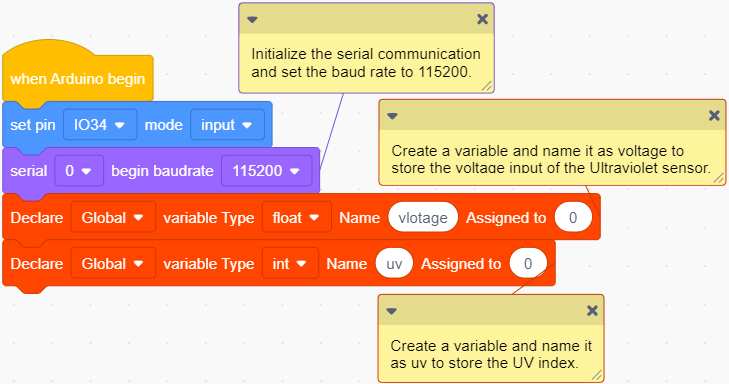 Initialize the serial communication
and set the baud rate to 115200.
when Arduino begin
set pin IO34 mode input
Create a variable and name it as voltage to
store the voltage input of the Ultraviolet sensor.
serial 0 begin baudrate 115200
Declare Global variable Type float Name vlotage Assigned to 0
Declare Global variable Type int Name uv Assigned to 0
Create a variable and name it
as uv to store the UV index.